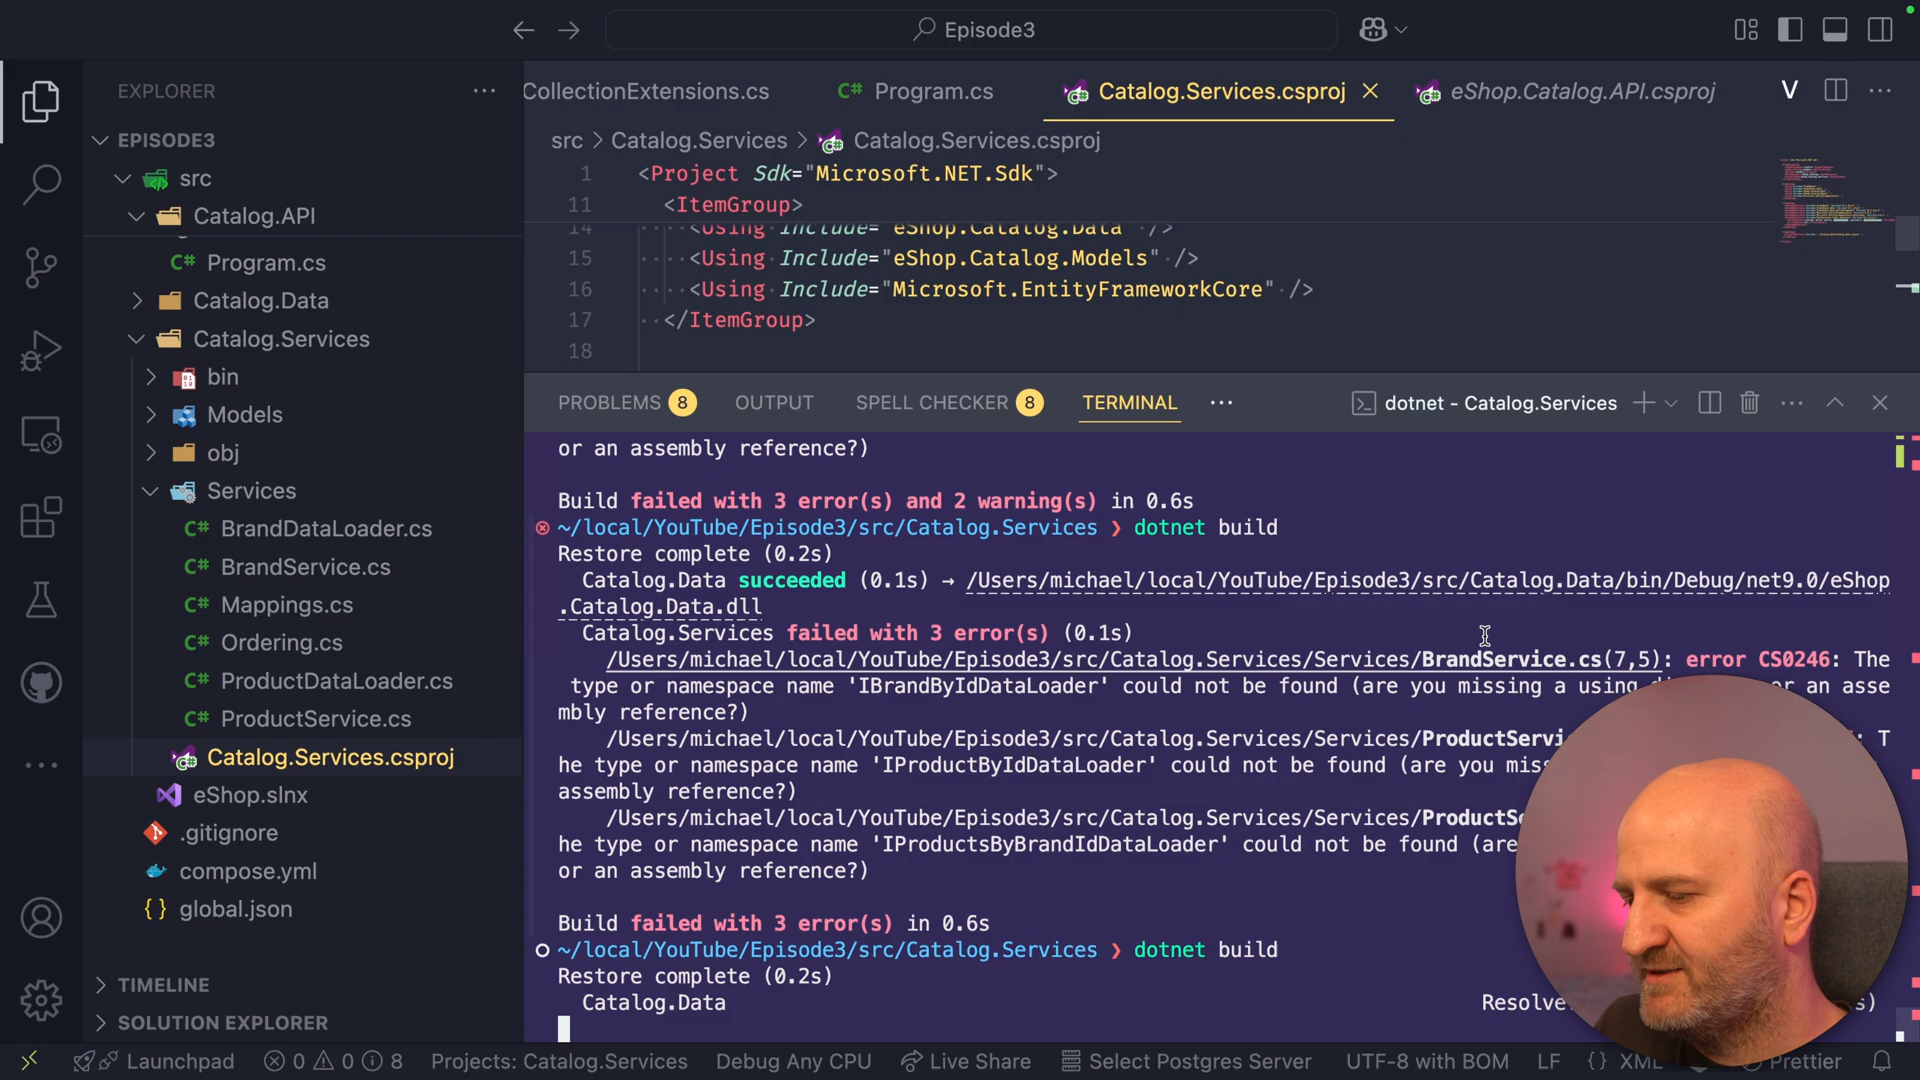 Episode3
EXPLORER
EPISODE3
src
Catalog.API
Program.cs
Catalog.Data
Catalog.Services
bin
Models
obj
Services
BrandDataLoader.cs
BrandService.cs
Mappings.cs
Ordering.cs
ProductDataLoader.cs
ProductService.cs
Catalog.Services.csproj
eShop.slnx
.gitignore
compose.yml
global.json
TIMELINE
SOLUTION EXPLORER
CollectionExtensions.cs
Program.cs
Catalog.Services.csproj
eShop.Catalog.API.csproj
src > Catalog.Services > Catalog.Services.csproj
1 <Project Sdk="Microsoft.NET.Sdk">
11 <ItemGroup>
14 <Using Include="eShop.Catalog.Data" />
15 <Using Include="eShop.Catalog.Models" />
16 <Using Include="Microsoft.EntityFrameworkCore" />
17 </ItemGroup>
18
PROBLEMS 8 OUTPUT SPELL CHECKER 8 TERMINAL
dotnet - Catalog.Services
or an assembly reference?)
Build failed with 3 error(s) and 2 warning(s) in 0.6s
~/local/YouTube/Episode3/src/Catalog.Services ❯ dotnet build
Restore complete (0.2s)
Catalog.Data succeeded (0.1s) → /Users/michael/local/YouTube/Episode3/src/Catalog.Data/bin/Debug/net9.0/eShop
.Catalog.Data.dll
Catalog.Services failed with 3 error(s) (0.1s)
/Users/michael/local/YouTube/Episode3/src/Catalog.Services/Services/BrandService.cs(7,5): error CS0246: The
type or namespace name 'IBrandByIdDataLoader' could not be found (are you missing a using or an asse
mbly reference?)
/Users/michael/local/YouTube/Episode3/src/Catalog.Services/Services/ProductServi : T
he type or namespace name 'IProductByIdDataLoader' could not be found (are you miss
assembly reference?)
/Users/michael/local/YouTube/Episode3/src/Catalog.Services/Services/ProductS
he type or namespace name 'IProductsByBrandIdDataLoader' could not be found (are
or an assembly reference?)
Build failed with 3 error(s) in 0.6s
~/local/YouTube/Episode3/src/Catalog.Services ❯ dotnet build
Restore complete (0.2s)
Catalog.Data Resolve s)
Launchpad 0 0 8 Projects: Catalog.Services Debug Any CPU Live Share Select Postgres Server UTF-8 with BOM LF {} XML Prettier